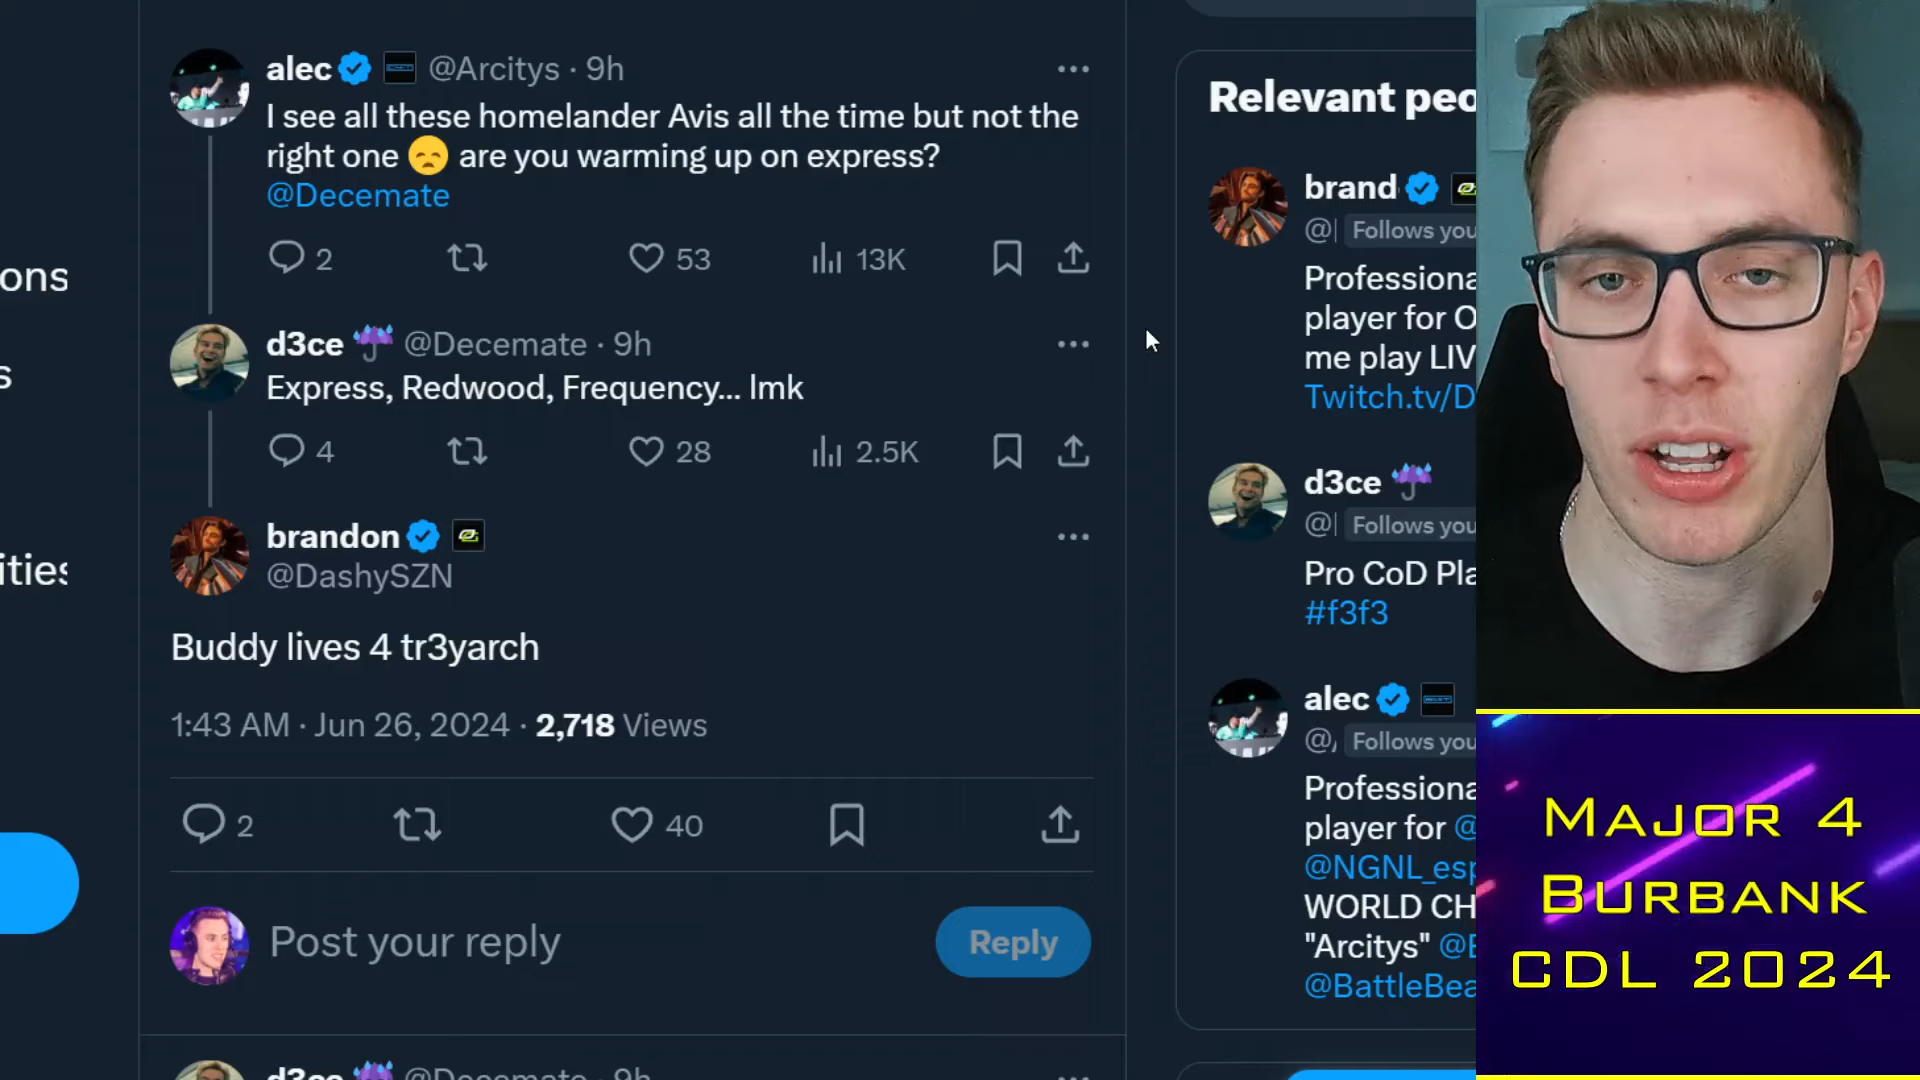 alec @Arcitys · 9h
I see all these homelander Avis all the time but not the
right one 😞 are you warming up on express?
@Decemate
2
53
13K
d3ce ☔ @Decemate · 9h
Express, Redwood, Frequency... lmk
4
28
2.5K
brandon
@DashySZN
Buddy lives 4 tr3yarch
1:43 AM · Jun 26, 2024 · 2,718 Views
2
40
Post your reply
Reply
d3ce ☔ @Decemate · 9h
ons
s
ities
Relevant peo
brand
@ Follows you
Professiona
player for O
me play LIV
Twitch.tv/D
d3ce ☔
@ Follows you
Pro CoD Pla
#f3f3
alec
@ Follows you
Professiona
player for @
@NGNL_esp
WORLD CH
"Arcitys" @E
@BattleBea
MAJOR 4
BURBANK
CDL 2024